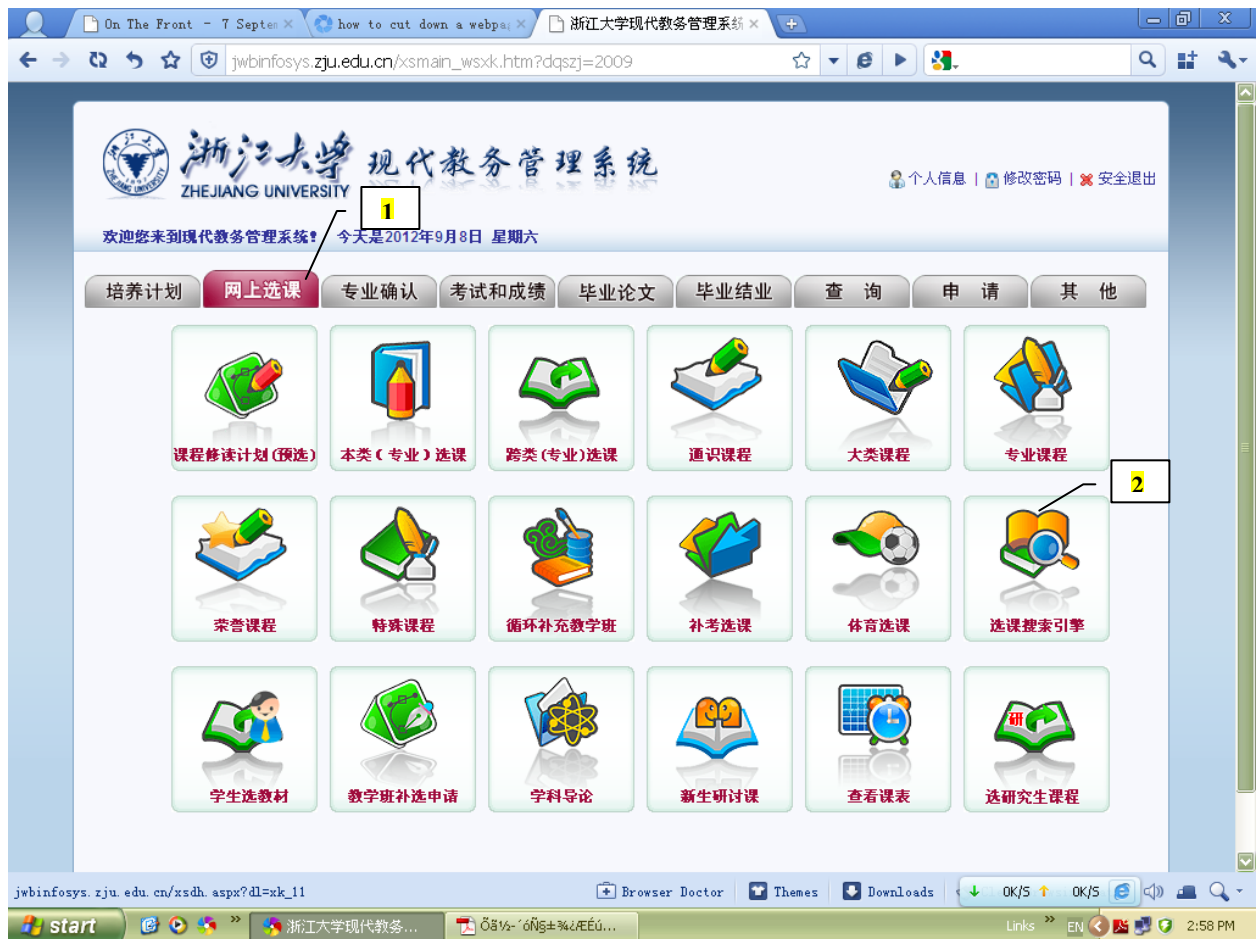 On The Front - 7 Septem
how to cut down a webpag
浙江大学现代教务管理系统
jwbinfosys.zju.edu.cn/xsmain_wsxk.htm?dqszj=2009
浙江大学 现代教务管理系统
ZHEJIANG UNIVERSITY
个人信息 | 修改密码 | 安全退出
1
欢迎您来到现代教务管理系统! 今天是2012年9月8日 星期六
培养计划 网上选课 专业确认 考试和成绩 毕业论文 毕业结业 查 询 申 请 其 他
课程修读计划(预选) 本类(专业)选课 跨类(专业)选课 通识课程 大类课程 专业课程
2
荣誉课程 特殊课程 循环补充教学班 补考选课 体育选课 选课搜索引擎
研
学生选教材 教学班补选申请 学科导论 新生研讨课 查看课表 选研究生课程
jwbinfosys.zju.edu.cn/xsdh.aspx?dl=xk_11 Browser Doctor Themes Downloads 0K/S 0K/S
start 浙江大学现代教务... Öã½-´óÑ§±¾¿ÆÉú... Links EN 2:58 PM